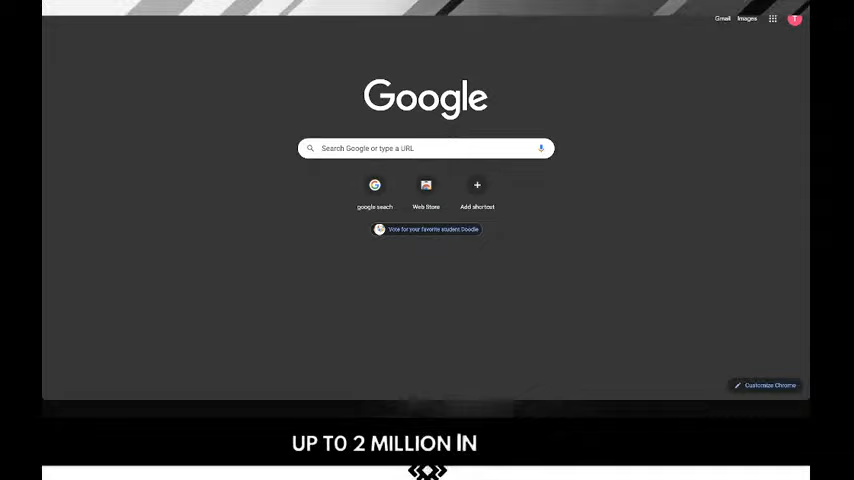 Gmail Images
T
Google
Search Google or type a URL
google seach Web Store Add shortcut
Vote for your favorite student Doodle
Customize Chrome
UP TO 2 MILLION IN